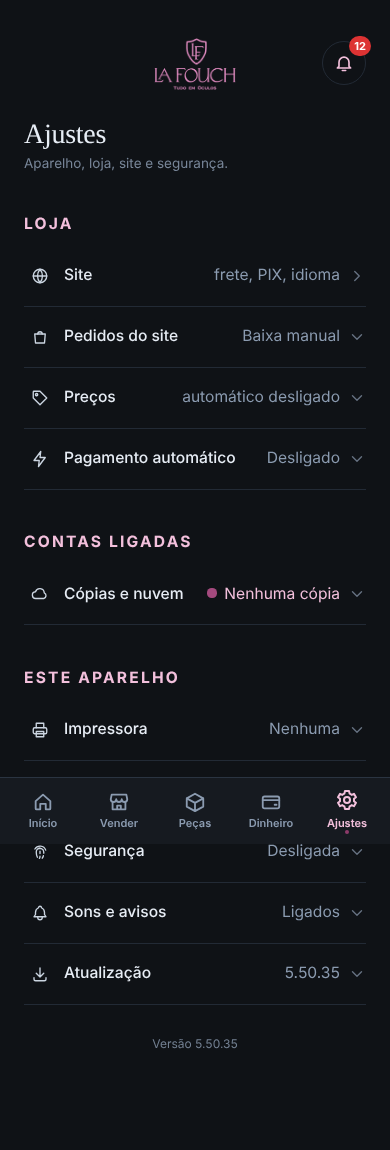 LF
LA FOUCH
TUDO EM ÓCULOS
12
Ajustes
Aparelho, loja, site e segurança.
LOJA
Site frete, PIX, idioma
Pedidos do site Baixa manual
Preços automático desligado
Pagamento automático Desligado
CONTAS LIGADAS
Cópias e nuvem Nenhuma cópia
ESTE APARELHO
Impressora Nenhuma
Início Vender Peças Dinheiro Ajustes
Segurança Desligada
Sons e avisos Ligados
Atualização 5.50.35
Versão 5.50.35